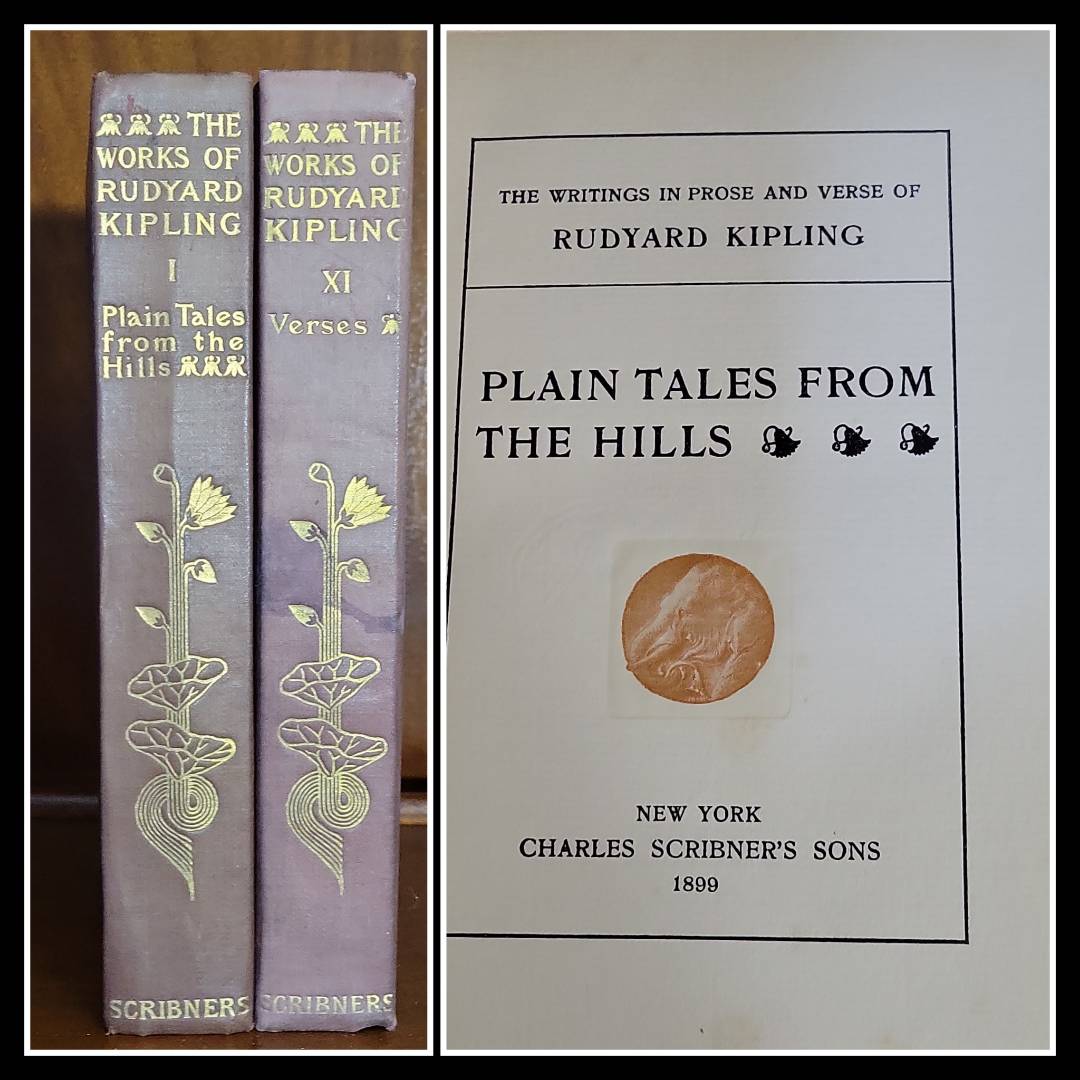 THE
WORKS OF
RUDYARD
KIPLING
I
Plain Tales
from the
Hills
SCRIBNERS
THE
WORKS OF
RUDYARD
KIPLING
XI
Verses
SCRIBNERS
THE WRITINGS IN PROSE AND VERSE OF
RUDYARD KIPLING
PLAIN TALES FROM
THE HILLS
NEW YORK
CHARLES SCRIBNER'S SONS
1899